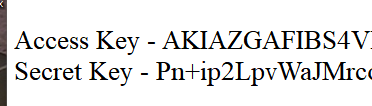 Access Key - AKIAZGAFIBS4V
Secret Key - Pn+ip2LpvWaJMrc